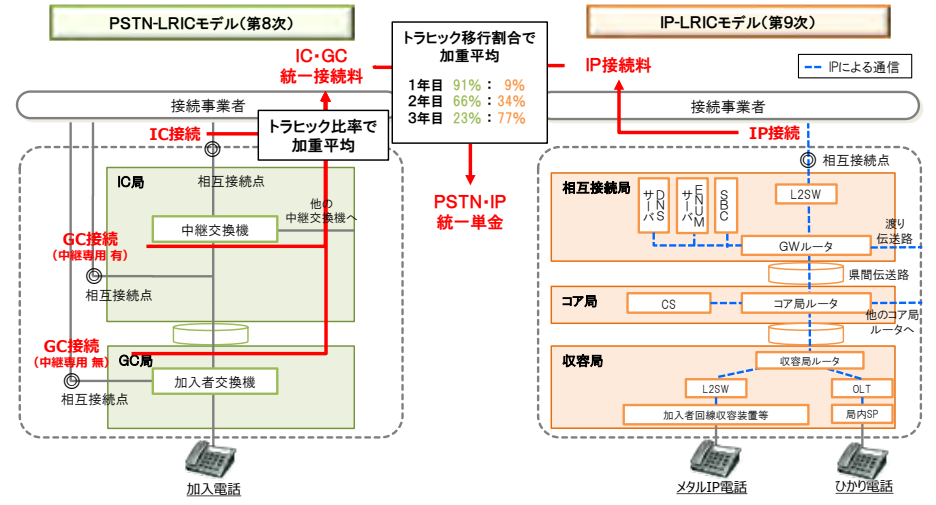 PSTN-LRICモデル(第8次)
IP-LRICモデル(第9次)
トラヒック移行割合で
加重平均
1年目 91% : 9%
2年目 66% : 34%
3年目 23% : 77%
IC・GC
統一接続料
IP接続料
IPによる通信
接続事業者
接続事業者
IC接続
トラヒック比率で
加重平均
IP接続
相互接続点
相互接続点
PSTN・IP
統一単金
IC局
他の
中継交換機へ
中継交換機
GC接続
(中継専用 有)
相互接続点
GC接続
(中継専用 無)
GC局
加入者交換機
相互接続点
加入電話
相互接続局
DNS
サーバ
ENUM
サーバ
SBC
L2SW
渡り
伝送路
GWルータ
県間伝送路
コア局
CS
コア局ルータ
他のコア局
ルータへ
収容局
収容局ルータ
L2SW
OLT
加入者回線収容装置等
局内SP
メタルIP電話
ひかり電話